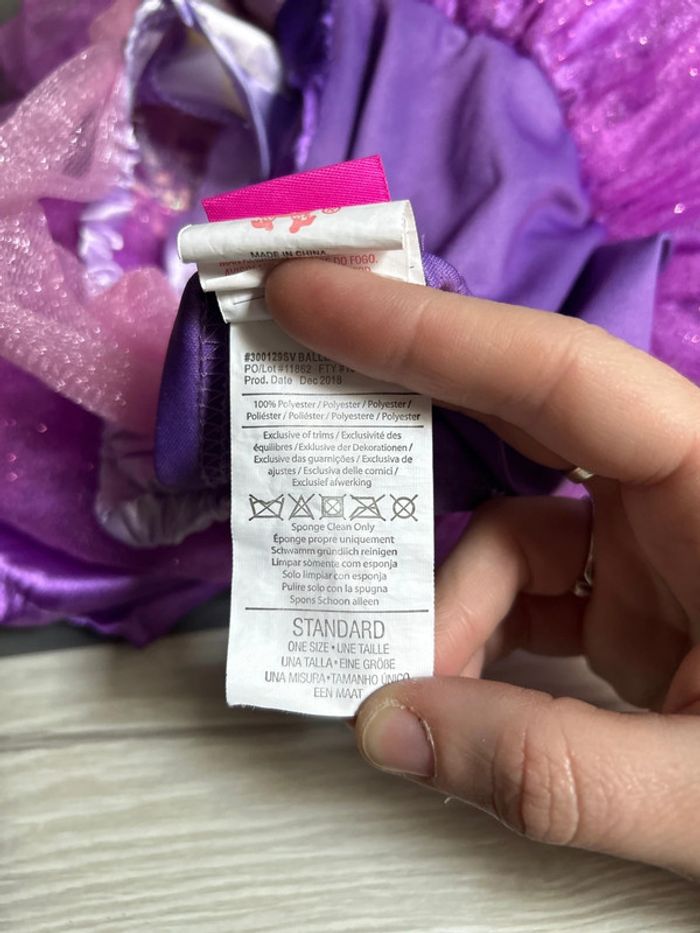 MADE IN CHINA
DO FOGO.
#300129SV
PO/Lot #11862 FTY
Prod. Date Dec 2018
100% Polyester / Polyester / Polyester /
Poliéster / Poliéster / Polyestere / Polyester
Exclusive of trims / Exclusivité des
équilibres / Exklusive der Dekorationen /
Exclusive das guarnições / Exclusiva de
ajustes / Esclusiva delle cornici /
Exclusief afwerking
Sponge Clean Only
Éponge propre uniquement
Schwamm gründlich reinigen
Limpar sòmente com esponja
Solo limpiar con esponja
Pulire solo con la spugna
Spons Schoon alleen
STANDARD
ONE SIZE • UNE TAILLE
UNA TALLA • EINE GRÖßE
UNA MISURA • TAMANHO ÚNICO
EEN MAAT